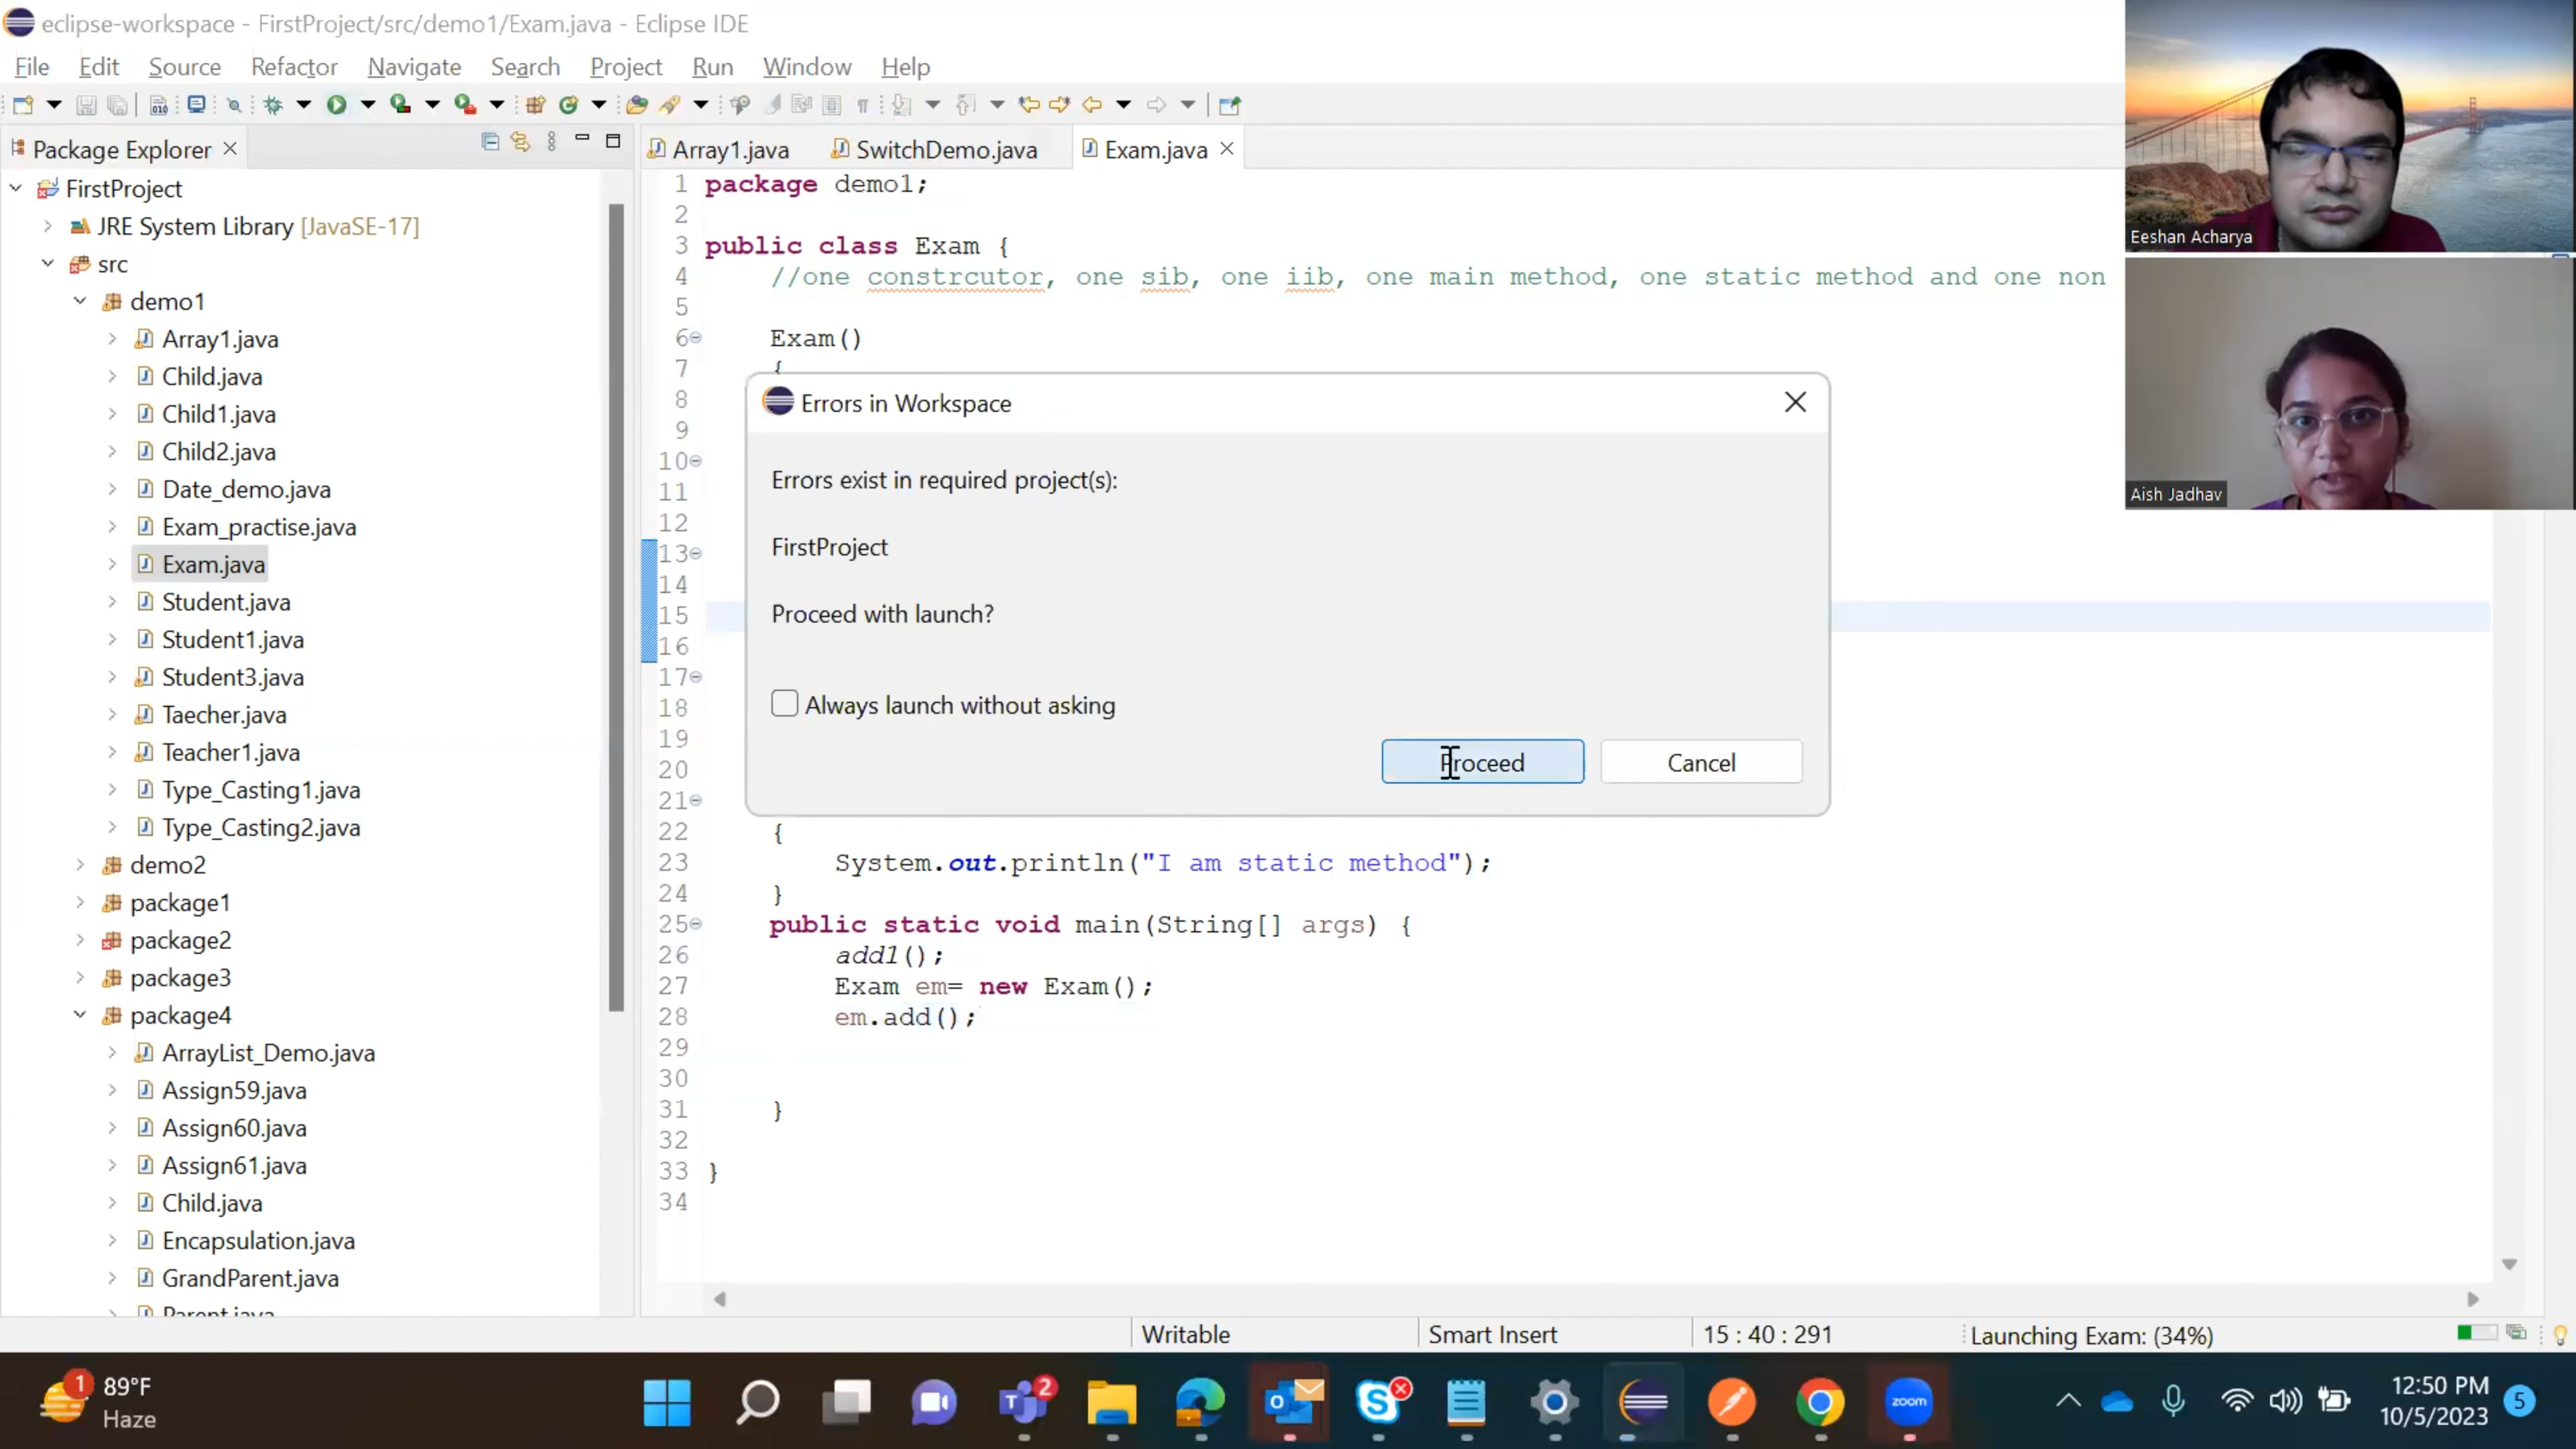 eclipse-workspace - FirstProject/src/demo1/Exam.java - Eclipse IDE
File Edit Source Refactor Navigate Search Project Run Window Help
Package Explorer
Array1.java SwitchDemo.java Exam.java
FirstProject
JRE System Library [JavaSE-17]
src
demo1
Array1.java
Child.java
Child1.java
Child2.java
Date_demo.java
Exam_practise.java
Exam.java
Student.java
Student1.java
Student3.java
Taecher.java
Teacher1.java
Type_Casting1.java
Type_Casting2.java
demo2
package1
package2
package3
package4
ArrayList_Demo.java
Assign59.java
Assign60.java
Assign61.java
Child.java
Encapsulation.java
GrandParent.java
Parent.java
1 package demo1;
2
3 public class Exam {
4 //one constrcutor, one sib, one iib, one main method, one static method and one non
5
6 Exam()
7 {
8
9
10
11
12
13
14
15
16
17
18
19
20
21
22 {
23 System.out.println("I am static method");
24 }
25 public static void main(String[] args) {
26 add1();
27 Exam em= new Exam();
28 em.add();
29
30
31 }
32
33 }
34
Errors in Workspace
Errors exist in required project(s):
FirstProject
Proceed with launch?
Always launch without asking
Proceed Cancel
Eeshan Acharya
Aish Jadhav
Writable Smart Insert 15 : 40 : 291 Launching Exam: (34%)
1 89°F
Haze
2
zoom
12:50 PM
10/5/2023
5